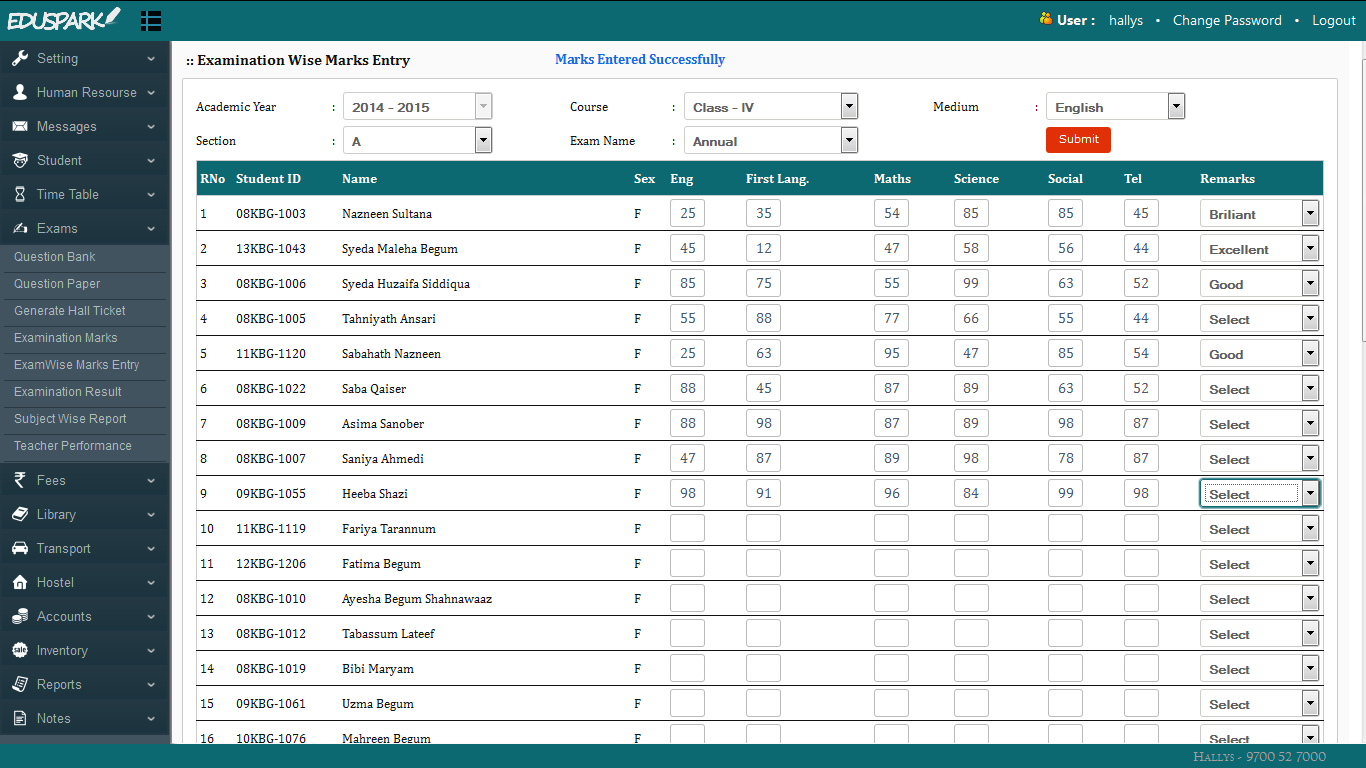 EDUSPARK
User : hallys • Change Password • Logout
Setting
Human Resourse
Messages
Student
Time Table
Exams
Question Bank
Question Paper
Generate Hall Ticket
Examination Marks
ExamWise Marks Entry
Examination Result
Subject Wise Report
Teacher Performance
Fees
Library
Transport
Hostel
Accounts
Inventory
Reports
Notes
:: Examination Wise Marks Entry
Marks Entered Successfully
Academic Year : 2014 - 2015 Course : Class - IV Medium : English
Section : A Exam Name : Annual Submit
RNo Student ID Name Sex Eng First Lang. Maths Science Social Tel Remarks
1 08KBG-1003 Nazneen Sultana F 25 35 54 85 85 45 Briliant
2 13KBG-1043 Syeda Maleha Begum F 45 12 47 58 56 44 Excellent
3 08KBG-1006 Syeda Huzaifa Siddiqua F 85 75 55 99 63 52 Good
4 08KBG-1005 Tahniyath Ansari F 55 88 77 66 55 44 Select
5 11KBG-1120 Sabahath Nazneen F 25 63 95 47 85 54 Good
6 08KBG-1022 Saba Qaiser F 88 45 87 89 63 52 Select
7 08KBG-1009 Asima Sanober F 88 98 87 89 98 87 Select
8 08KBG-1007 Saniya Ahmedi F 47 87 89 98 78 87 Select
9 09KBG-1055 Heeba Shazi F 98 91 96 84 99 98 Select
10 11KBG-1119 Fariya Tarannum F Select
11 12KBG-1206 Fatima Begum F Select
12 08KBG-1010 Ayesha Begum Shahnawaaz F Select
13 08KBG-1012 Tabassum Lateef F Select
14 08KBG-1019 Bibi Maryam F Select
15 09KBG-1061 Uzma Begum F Select
16 10KBG-1076 Mahreen Begum F Select
Hallys - 9700 52 7000